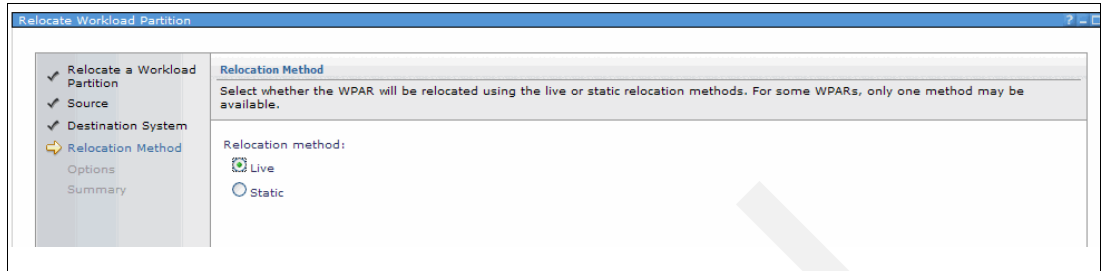 Relocate Workload Partition
? –
Relocate a Workload
Partition
Source
Destination System
Relocation Method
Options
Summary
Relocation Method
Select whether the WPAR will be relocated using the live or static relocation methods. For some WPARs, only one method may be
available.
Relocation method:
Live
Static